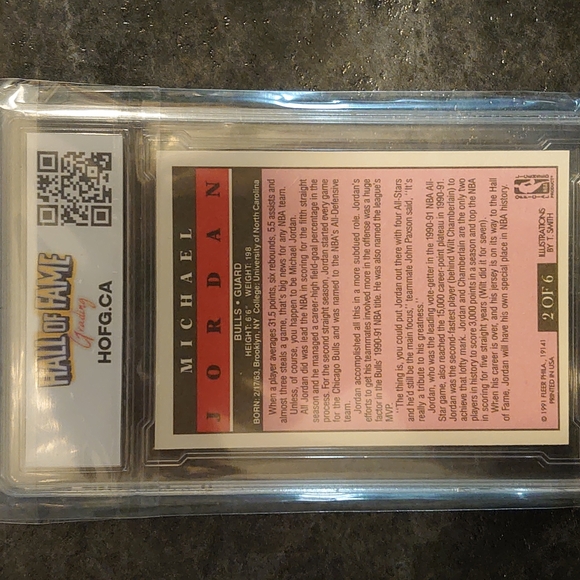 HALL OF FAME
Grading
HOFG.CA
MICHAEL
JORDAN
BULLS • GUARD
HEIGHT: 6'6" WEIGHT: 198
BORN: 2/17/63, Brooklyn, NY College: University of North Carolina
When a player averages 31.5 points, six rebounds, 5.5 assists and
almost three steals a game, that's big news for any NBA team.
Unless, of course, you happen to be Michael Jordan.
All Jordan did was lead the NBA in scoring for the fifth straight
season and he managed a career-high field-goal percentage in the
process. For the second straight season, Jordan started every game
for the Chicago Bulls and was named to the NBA's All-Defensive
team.
Jordan accomplished all this in a more subdued role. Jordan's
efforts to get his teammates involved more in the offense was a huge
factor in the Bulls' 1990-91 NBA title. He was also named the league's
MVP.
"The thing is, you could put Jordan out there with four All-Stars
and he'd still be the main focus," teammate John Paxson said. "It's
really a tribute to his greatness."
Jordan, who was the leading vote-getter in the 1990-91 NBA All-
Star game, also reached the 15,000 career-point plateau in 1990-91.
Jordan was the second-fastest player (behind Wilt Chamberlain) to
achieve that lofty mark. Jordan and Chamberlain are the only two
players in history to score 3,000 points in a season and top the NBA
in scoring for five straight years (Wilt did it for seven).
When his career is over, and his jersey is on its way to the Hall
of Fame, Jordan will have his own special place in NBA history.
© 1991 FLEER PHILA., 19141
PRINTED IN USA
2 OF 6
ILLUSTRATIONS
BY T. SMITH